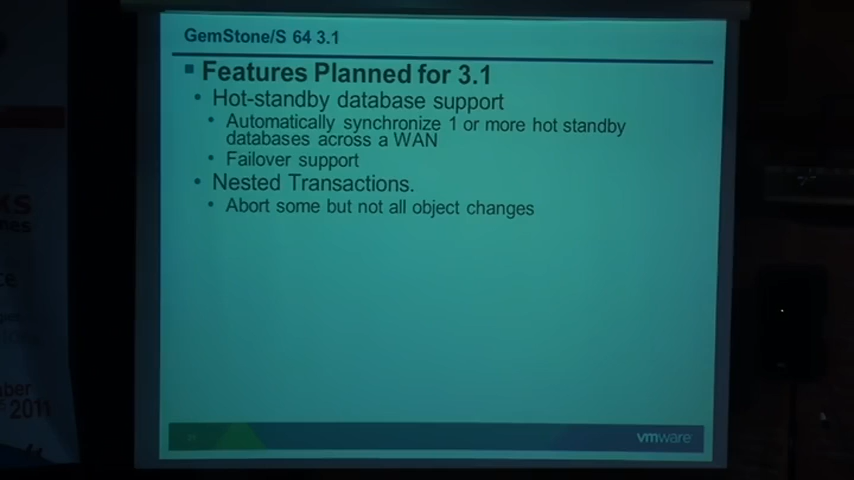 GemStone/S 64 3.1
Features Planned for 3.1
Hot-standby database support
Automatically synchronize 1 or more hot standby
databases across a WAN
Failover support
Nested Transactions.
Abort some but not all object changes
vmware
2011